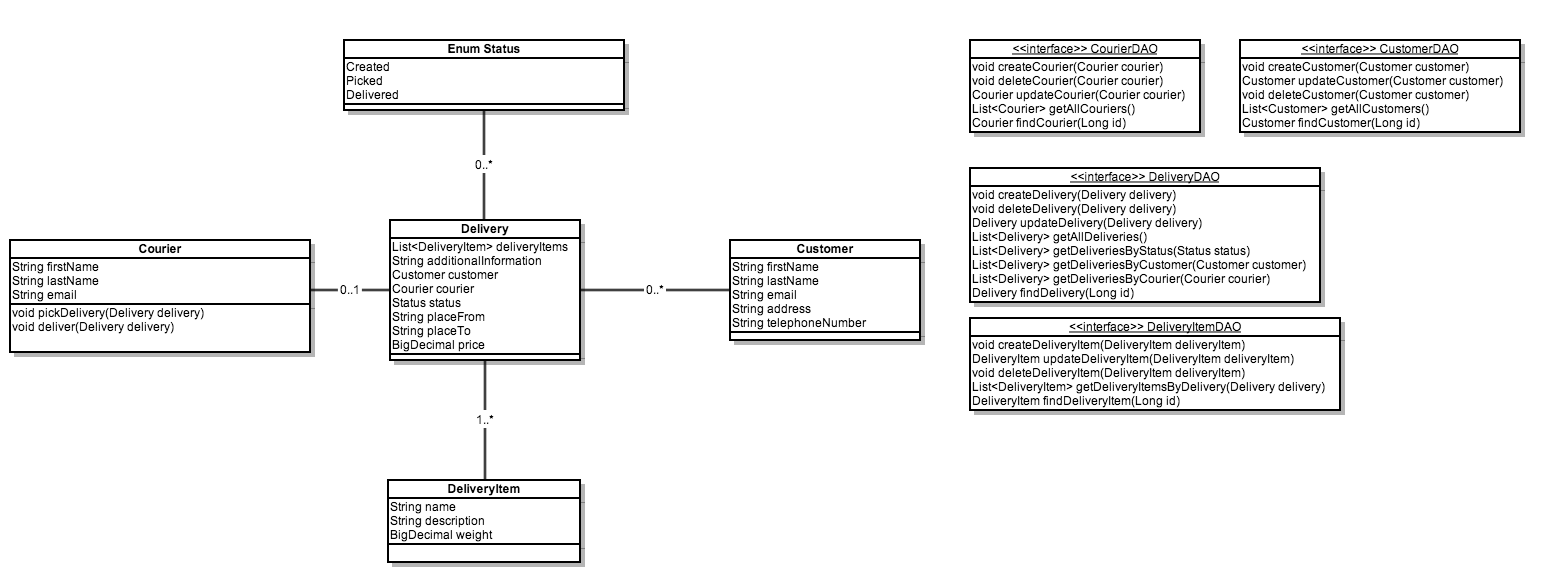 Enum Status
Created
Picked
Delivered
0..*
Courier
String firstName
String lastName
String email
void pickDelivery(Delivery delivery)
void deliver(Delivery delivery)
0..1
Delivery
List<DeliveryItem> deliveryItems
String additionalInformation
Customer customer
Courier courier
Status status
String placeFrom
String placeTo
BigDecimal price
0..*
Customer
String firstName
String lastName
String email
String address
String telephoneNumber
1..*
DeliveryItem
String name
String description
BigDecimal weight
<<interface>> CourierDAO
void createCourier(Courier courier)
void deleteCourier(Courier courier)
Courier updateCourier(Courier courier)
List<Courier> getAllCouriers()
Courier findCourier(Long id)
<<interface>> CustomerDAO
void createCustomer(Customer customer)
Customer updateCustomer(Customer customer)
void deleteCustomer(Customer customer)
List<Customer> getAllCustomers()
Customer findCustomer(Long id)
<<interface>> DeliveryDAO
void createDelivery(Delivery delivery)
void deleteDelivery(Delivery delivery)
Delivery updateDelivery(Delivery delivery)
List<Delivery> getAllDeliveries()
List<Delivery> getDeliveriesByStatus(Status status)
List<Delivery> getDeliveriesByCustomer(Customer customer)
List<Delivery> getDeliveriesByCourier(Courier courier)
Delivery findDelivery(Long id)
<<interface>> DeliveryItemDAO
void createDeliveryItem(DeliveryItem deliveryItem)
DeliveryItem updateDeliveryItem(DeliveryItem deliveryItem)
void deleteDeliveryItem(DeliveryItem deliveryItem)
List<DeliveryItem> getDeliveryItemsByDelivery(Delivery delivery)
DeliveryItem findDeliveryItem(Long id)